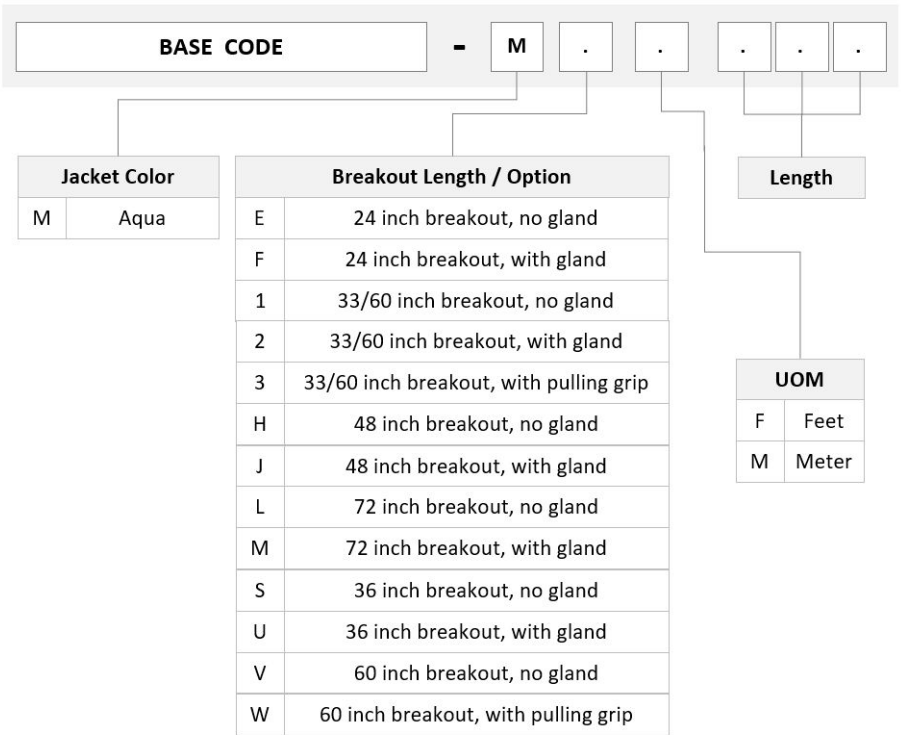 BASE CODE - M . . . . .
Jacket Color
M Aqua
Breakout Length / Option
E 24 inch breakout, no gland
F 24 inch breakout, with gland
1 33/60 inch breakout, no gland
2 33/60 inch breakout, with gland
3 33/60 inch breakout, with pulling grip
H 48 inch breakout, no gland
J 48 inch breakout, with gland
L 72 inch breakout, no gland
M 72 inch breakout, with gland
S 36 inch breakout, no gland
U 36 inch breakout, with gland
V 60 inch breakout, no gland
W 60 inch breakout, with pulling grip
Length
UOM
F Feet
M Meter